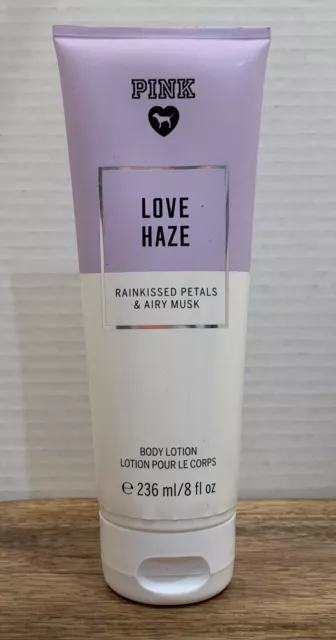 PINK
LOVE
HAZE
RAINKISSED PETALS
& AIRY MUSK
BODY LOTION
LOTION POUR LE CORPS
℮ 236 ml/8 fl oz